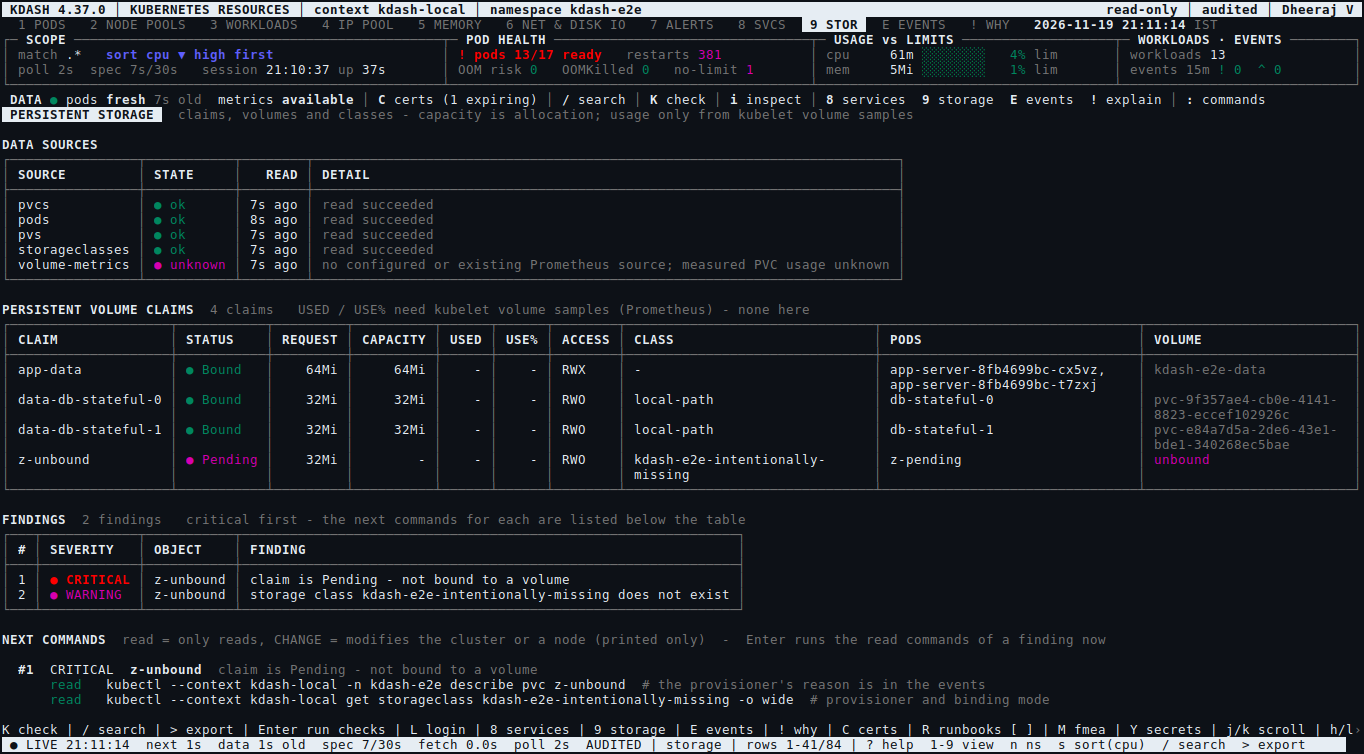 KDASH 4.37.0 │ KUBERNETES RESOURCES │ context kdash-local │ namespace kdash-e2e read-only │ audited │ Dheeraj V
1 PODS 2 NODE POOLS 3 WORKLOADS 4 IP POOL 5 MEMORY 6 NET & DISK IO 7 ALERTS 8 SVCS 9 STOR E EVENTS ! WHY 2026-11-19 21:11:14 IST
SCOPE POD HEALTH USAGE vs LIMITS WORKLOADS · EVENTS
match .* sort cpu ▼ high first ! pods 13/17 ready restarts 381 cpu 61m 4% lim workloads 13
poll 2s spec 7s/30s session 21:10:37 up 37s OOM risk 0 OOMKilled 0 no-limit 1 mem 5Mi 1% lim events 15m ! 0 ^ 0
DATA ● pods fresh 7s old metrics available │ C certs (1 expiring) │ / search │ K check │ i inspect │ 8 services 9 storage E events ! explain │ : commands
PERSISTENT STORAGE claims, volumes and classes - capacity is allocation; usage only from kubelet volume samples
DATA SOURCES
SOURCE STATE READ DETAIL
pvcs ● ok 7s ago read succeeded
pods ● ok 8s ago read succeeded
pvs ● ok 7s ago read succeeded
storageclasses ● ok 7s ago read succeeded
volume-metrics ● unknown 7s ago no configured or existing Prometheus source; measured PVC usage unknown
PERSISTENT VOLUME CLAIMS 4 claims USED / USE% need kubelet volume samples (Prometheus) - none here
CLAIM STATUS REQUEST CAPACITY USED USE% ACCESS CLASS PODS VOLUME
app-data ● Bound 64Mi 64Mi - - RWX - app-server-8fb4699bc-cx5vz, kdash-e2e-data
app-server-8fb4699bc-t7zxj
data-db-stateful-0 ● Bound 32Mi 32Mi - - RWO local-path db-stateful-0 pvc-9f357ae4-cb0e-4141-
8823-eccef102926c
data-db-stateful-1 ● Bound 32Mi 32Mi - - RWO local-path db-stateful-1 pvc-e84a7d5a-2de6-43e1-
bde1-340268ec5bae
z-unbound ● Pending 32Mi - - - RWO kdash-e2e-intentionally- z-pending unbound
missing
FINDINGS 2 findings critical first - the next commands for each are listed below the table
# SEVERITY OBJECT FINDING
1 ● CRITICAL z-unbound claim is Pending - not bound to a volume
2 ● WARNING z-unbound storage class kdash-e2e-intentionally-missing does not exist
NEXT COMMANDS read = only reads, CHANGE = modifies the cluster or a node (printed only) - Enter runs the read commands of a finding now
#1 CRITICAL z-unbound claim is Pending - not bound to a volume
read kubectl --context kdash-local -n kdash-e2e describe pvc z-unbound # the provisioner's reason is in the events
read kubectl --context kdash-local get storageclass kdash-e2e-intentionally-missing -o wide # provisioner and binding mode
K check | / search | > export | Enter run checks | L login | 8 services | 9 storage | E events | ! why | C certs | R runbooks [ ] | M fmea | Y secrets | j/k scroll | h/l›
● LIVE 21:11:14 next 1s data 1s old spec 7/30s fetch 0.0s poll 2s AUDITED | storage | rows 1-41/84 | ? help 1-9 view n ns s sort(cpu) / search > export